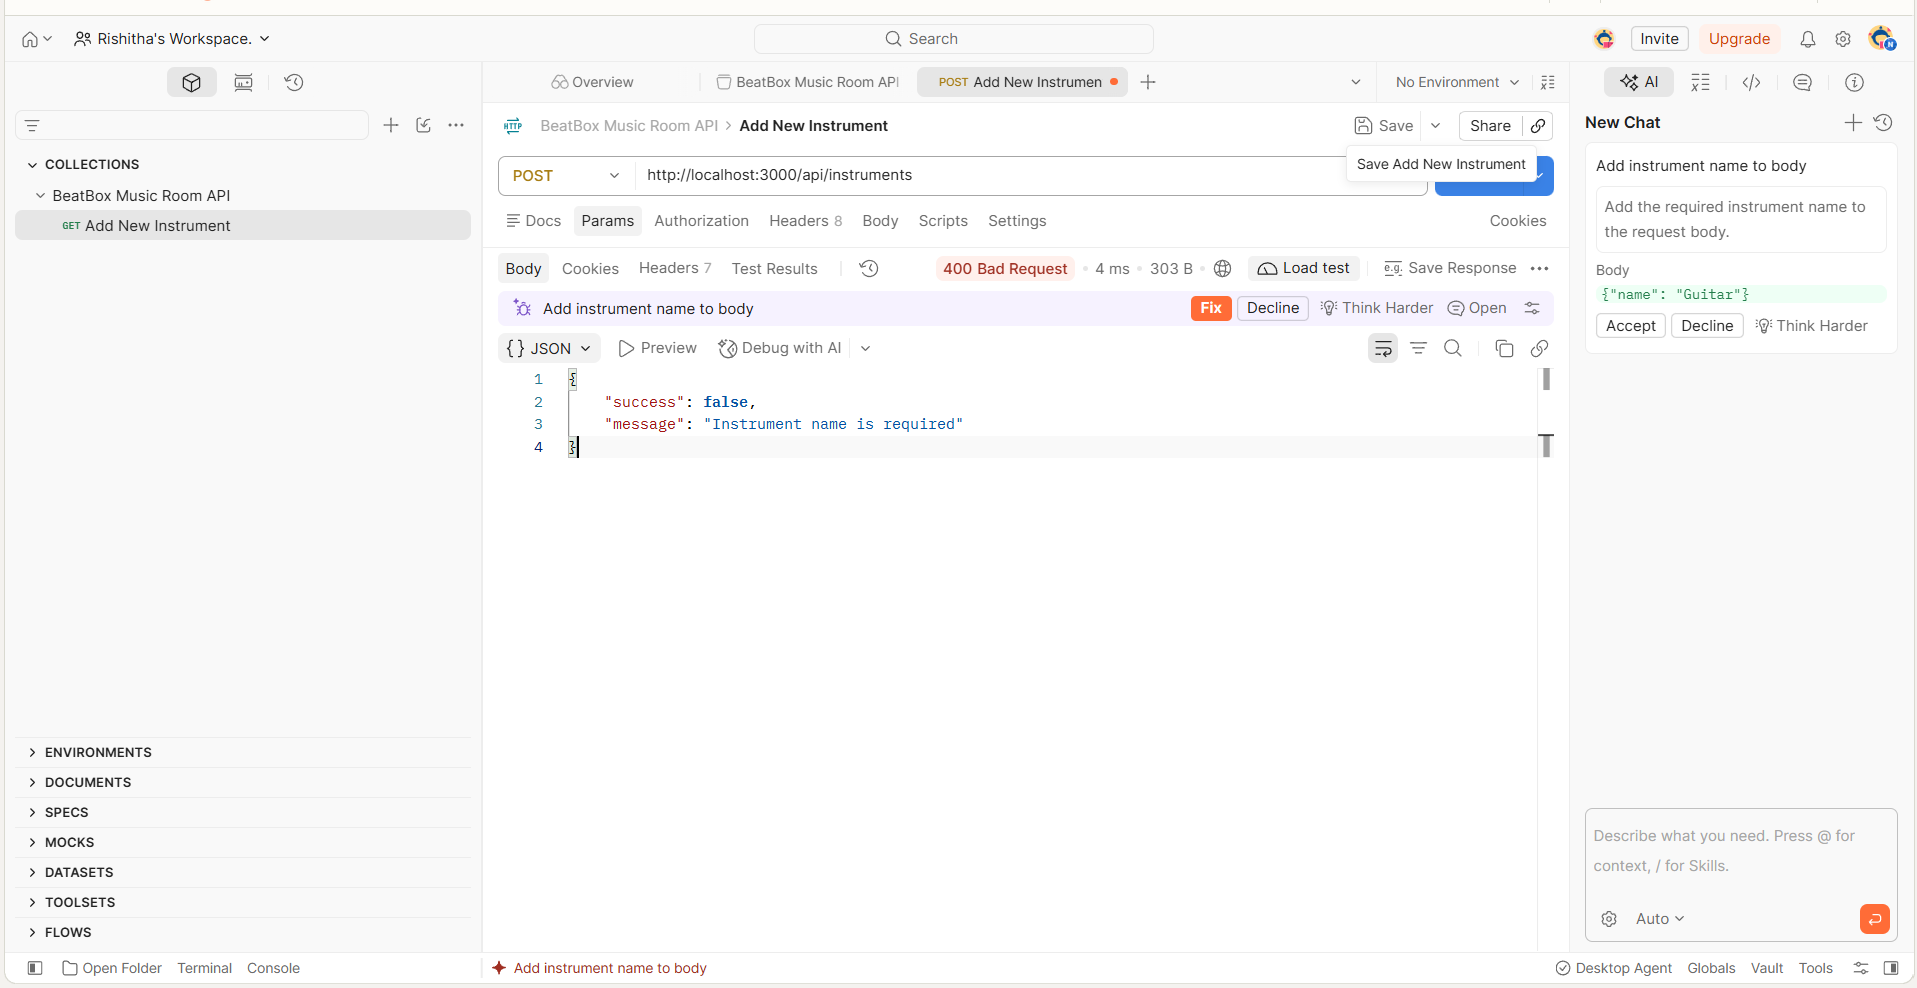 Rishitha's Workspace.
Search
Invite
Upgrade
Overview
BeatBox Music Room API
POST Add New Instrumen
No Environment
AI
COLLECTIONS
BeatBox Music Room API
GET Add New Instrument
HTTP BeatBox Music Room API > Add New Instrument
Save
Share
Save Add New Instrument
POST
http://localhost:3000/api/instruments
Docs
Params
Authorization
Headers 8
Body
Scripts
Settings
Cookies
Body
Cookies
Headers 7
Test Results
400 Bad Request
4 ms
303 B
Load test
e.g. Save Response
Add instrument name to body
Fix
Decline
Think Harder
Open
{} JSON
Preview
Debug with AI
1 {
2 "success": false,
3 "message": "Instrument name is required"
4 }
New Chat
Add instrument name to body
Add the required instrument name to
the request body.
Body
{"name": "Guitar"}
Accept
Decline
Think Harder
Describe what you need. Press @ for
context, / for Skills.
Auto
ENVIRONMENTS
DOCUMENTS
SPECS
MOCKS
DATASETS
TOOLSETS
FLOWS
Open Folder
Terminal
Console
Add instrument name to body
Desktop Agent
Globals
Vault
Tools